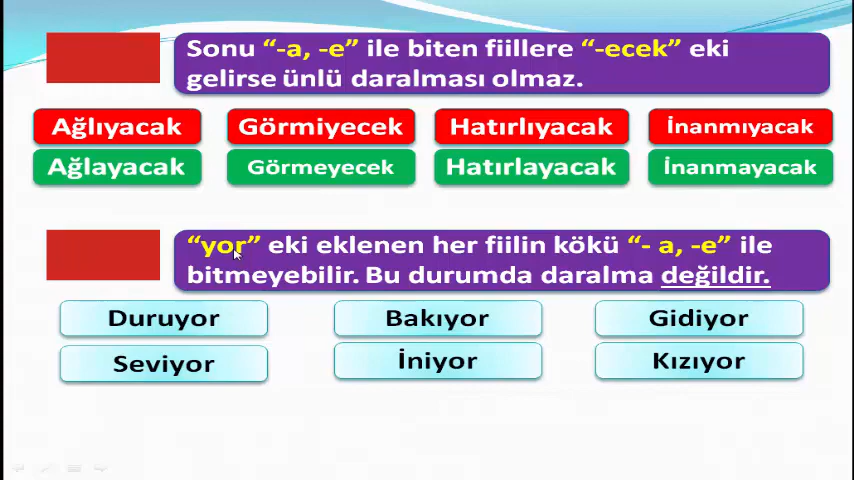 Sonu “-a, -e” ile biten fiillere “-ecek” eki
gelirse ünlü daralması olmaz.
Ağlıyacak Görmiyecek Hatırlıyacak İnanmıyacak
Ağlayacak Görmeyecek Hatırlayacak İnanmayacak
“yor” eki eklenen her fiilin kökü “- a, -e” ile
bitmeyebilir. Bu durumda daralma değildir.
Duruyor Bakıyor Gidiyor
Seviyor İniyor Kızıyor